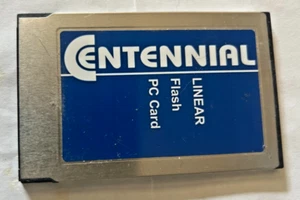 CENTENNIAL
LINEAR
Flash
PC Card